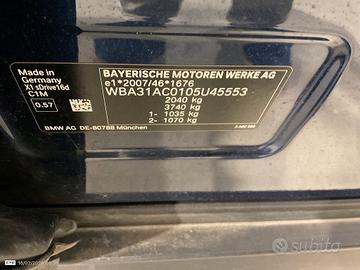 Made in
Germany
X1 sDrive16d
C1M
0.57
BAYERISCHE MOTOREN WERKE AG
e1*2007/46*1676
WBA31AC0105U45553
2040 kg
3740 kg
1- 1035 kg
2- 1070 kg
BMW AG DE-80788 München
subito